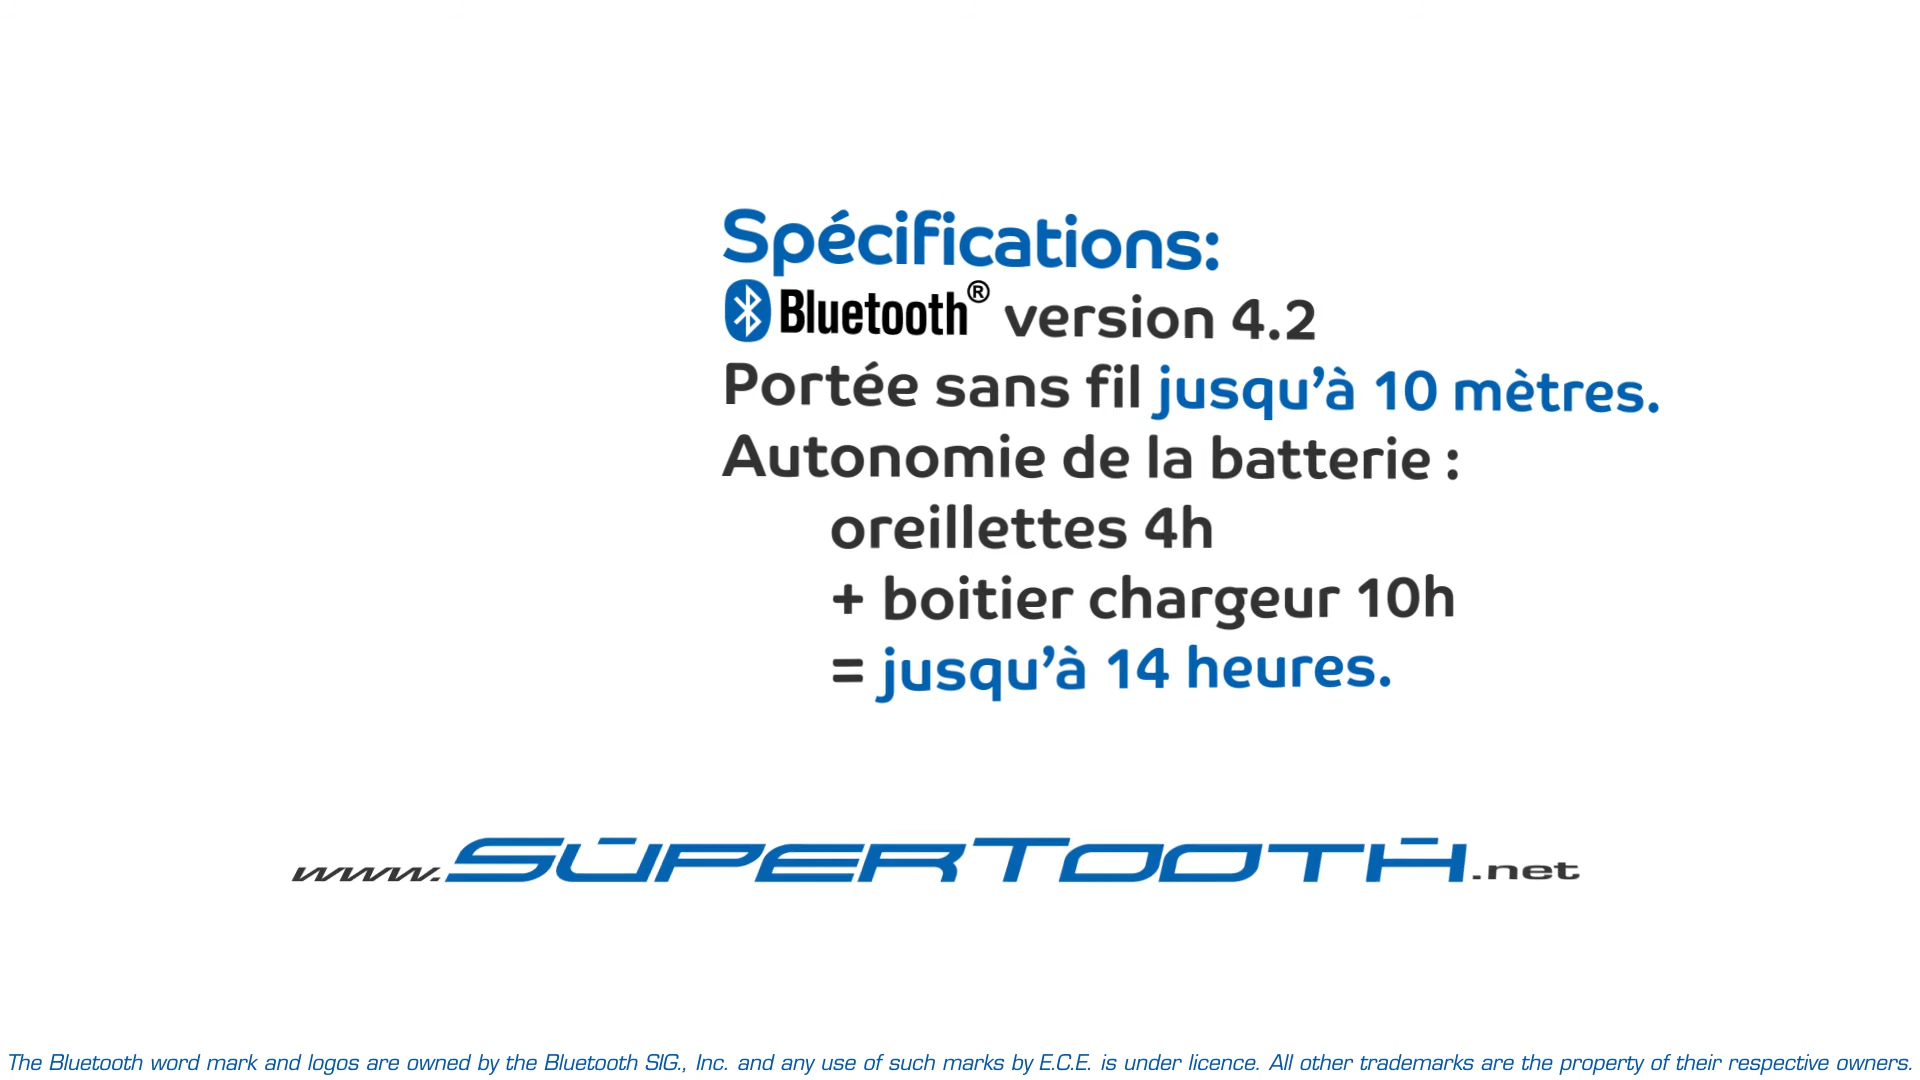 Spécifications:
Bluetooth® version 4.2
Portée sans fil jusqu’à 10 mètres.
Autonomie de la batterie :
oreillettes 4h
+ boitier chargeur 10h
= jusqu’à 14 heures.
www.SUPERTOOTH.net
The Bluetooth word mark and logos are owned by the Bluetooth SIG., Inc. and any use of such marks by E.C.E. is under licence. All other trademarks are the property of their respective owners.